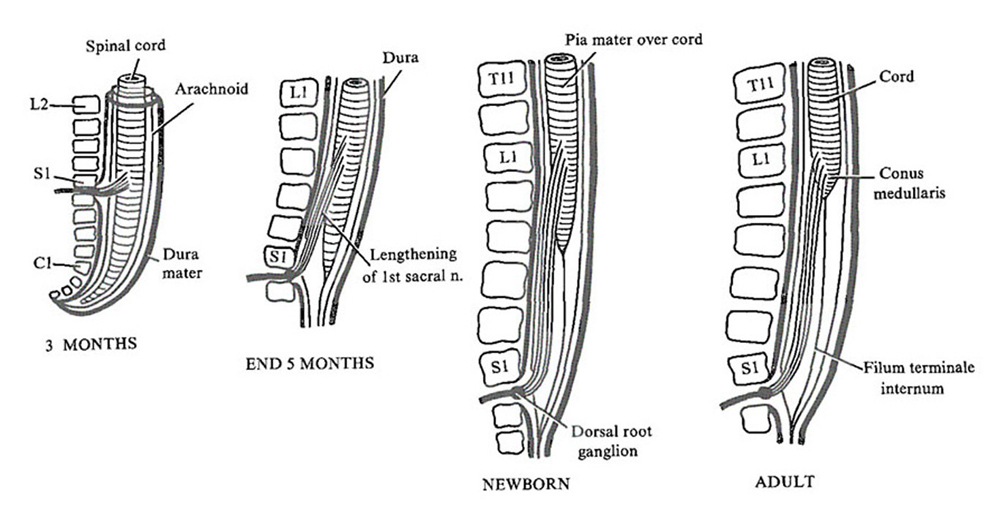 Spinal cord
Arachnoid
L2
S1
C1
Dura
mater
3 MONTHS
Dura
L1
S1
Lengthening
of 1st sacral n.
END 5 MONTHS
Pia mater over cord
T11
L1
S1
Dorsal root
ganglion
NEWBORN
T11
Cord
L1
Conus
medullaris
S1
Filum terminale
internum
ADULT